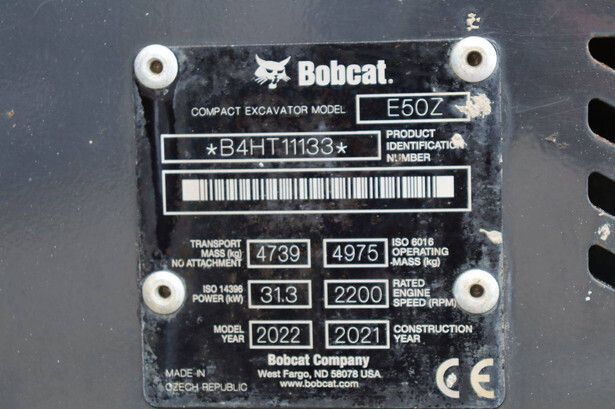 Bobcat.
COMPACT EXCAVATOR MODEL E50Z
*B4HT11133* PRODUCT IDENTIFICATION NUMBER
TRANSPORT MASS (kg) NO ATTACHMENT 4739 4975 ISO 6016 OPERATING MASS (kg)
ISO 14396 POWER (kW) 31.3 2200 RATED ENGINE SPEED (RPM)
MODEL YEAR 2022 2021 CONSTRUCTION YEAR
Bobcat Company
West Fargo, ND 58078 USA
www.bobcat.com
MADE IN
CZECH REPUBLIC
CE